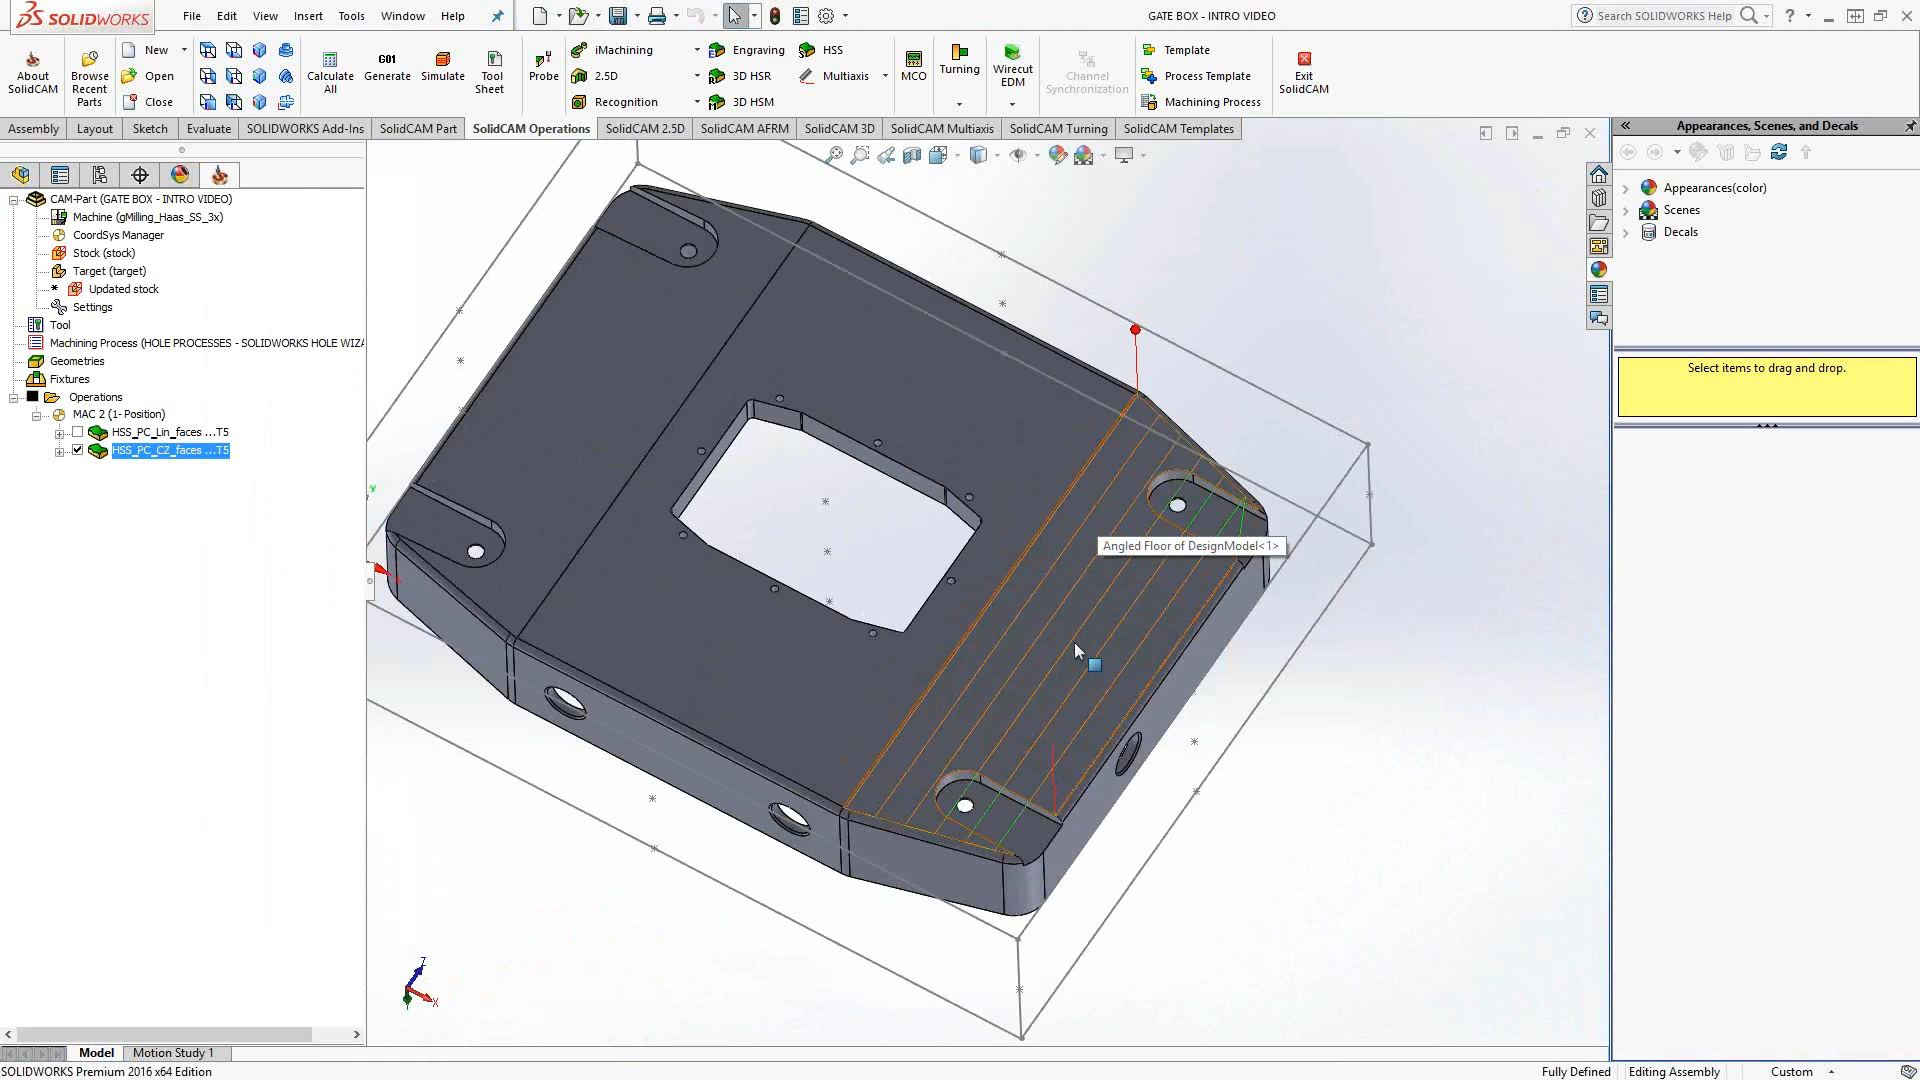 SOLIDWORKS
File Edit View Insert Tools Window Help
GATE BOX - INTRO VIDEO
Search SOLIDWORKS Help
?
About SolidCAM
Browse Recent Parts
New
Open
Close
Calculate All
G01
Generate
Simulate
Tool Sheet
Probe
iMachining
2.5D
Recognition
Engraving
3D HSR
3D HSM
HSS
Multiaxis
MCO
Turning
Wirecut EDM
Channel Synchronization
Template
Process Template
Machining Process
Exit SolidCAM
Assembly Layout Sketch Evaluate SOLIDWORKS Add-Ins SolidCAM Part SolidCAM Operations SolidCAM 2.5D SolidCAM AFRM SolidCAM 3D SolidCAM Multiaxis SolidCAM Turning SolidCAM Templates
CAM-Part (GATE BOX - INTRO VIDEO)
Machine (gMilling_Haas_SS_3x)
CoordSys Manager
Stock (stock)
Target (target)
* Updated stock
Settings
Tool
Machining Process (HOLE PROCESSES - SOLIDWORKS HOLE WIZA
Geometries
Fixtures
Operations
MAC 2 (1- Position)
HSS_PC_Lin_faces ...T5
HSS_PC_CZ_faces ...T5
Y
X
Angled Floor of DesignModel<1>
Z
X
Appearances, Scenes, and Decals
Appearances(color)
Scenes
Decals
Select items to drag and drop.
Model Motion Study 1
SOLIDWORKS Premium 2016 x64 Edition
Fully Defined Editing Assembly Custom